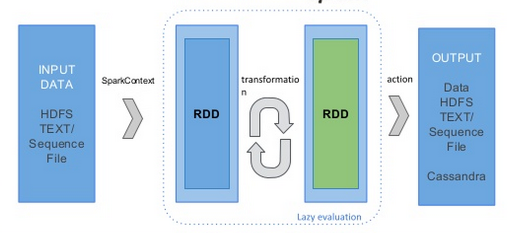 INPUT
DATA
HDFS
TEXT/
Sequence
File
SparkContext
RDD
transformatio
n
RDD
action
OUTPUT
Data
HDFS
TEXT/
Sequence
File
Cassandra
Lazy evaluation